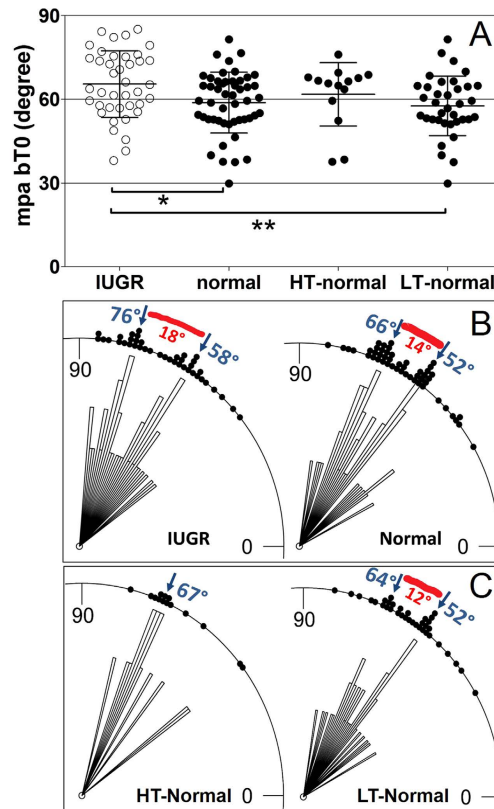 A
mpa bT0 (degree)
90
60
30
0
*
**
IUGR normal HT-normal LT-normal
B
76° 18° 58°
90
0
IUGR
66° 14° 52°
90
0
Normal
C
67°
90
0
HT-Normal
64° 12° 52°
90
0
LT-Normal